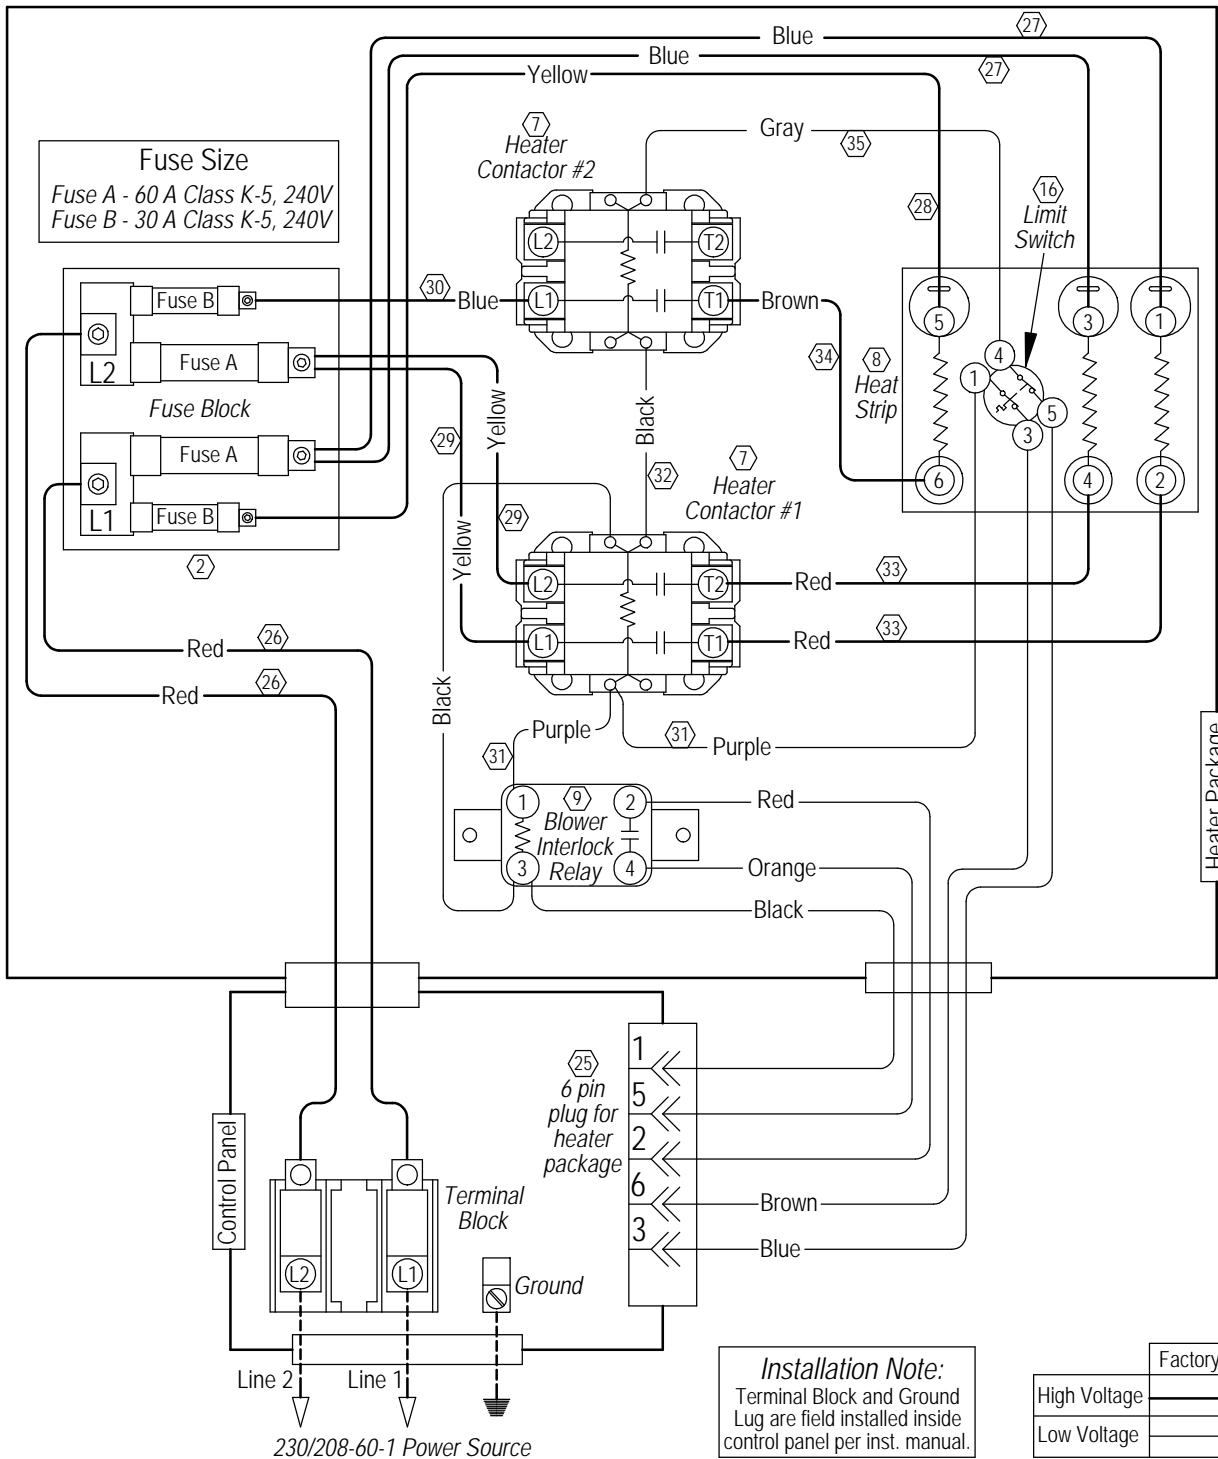 27
Blue
Blue
27
Yellow
Fuse Size
Fuse A - 60 A Class K-5, 240V
Fuse B - 30 A Class K-5, 240V
7
Heater
Contactor #2
Gray
35
28
16
Limit
Switch
L2
T2
L1
T1
30
Blue
Brown
34
8
Heat
Strip
Fuse B
L2
Fuse A
Fuse Block
Fuse A
L1
Fuse B
2
5
3
1
4
1
5
3
6
4
2
Yellow
29
Black
32
7
Heater
Contactor #1
29
Yellow
L2
T2
L1
T1
Red
33
Red
33
Red
26
Red
26
Black
Purple
31
31
Purple
1
9
2
Blower
Interlock
Relay
3
4
Red
Orange
Black
Heater Package
Control Panel
25
6 pin
plug for
heater
package
1
5
2
6
3
Brown
Blue
Terminal
Block
L2
L1
Ground
Line 2
Line 1
230/208-60-1 Power Source
Installation Note:
Terminal Block and Ground
Lug are field installed inside
control panel per inst. manual.
Factory
High Voltage
Low Voltage